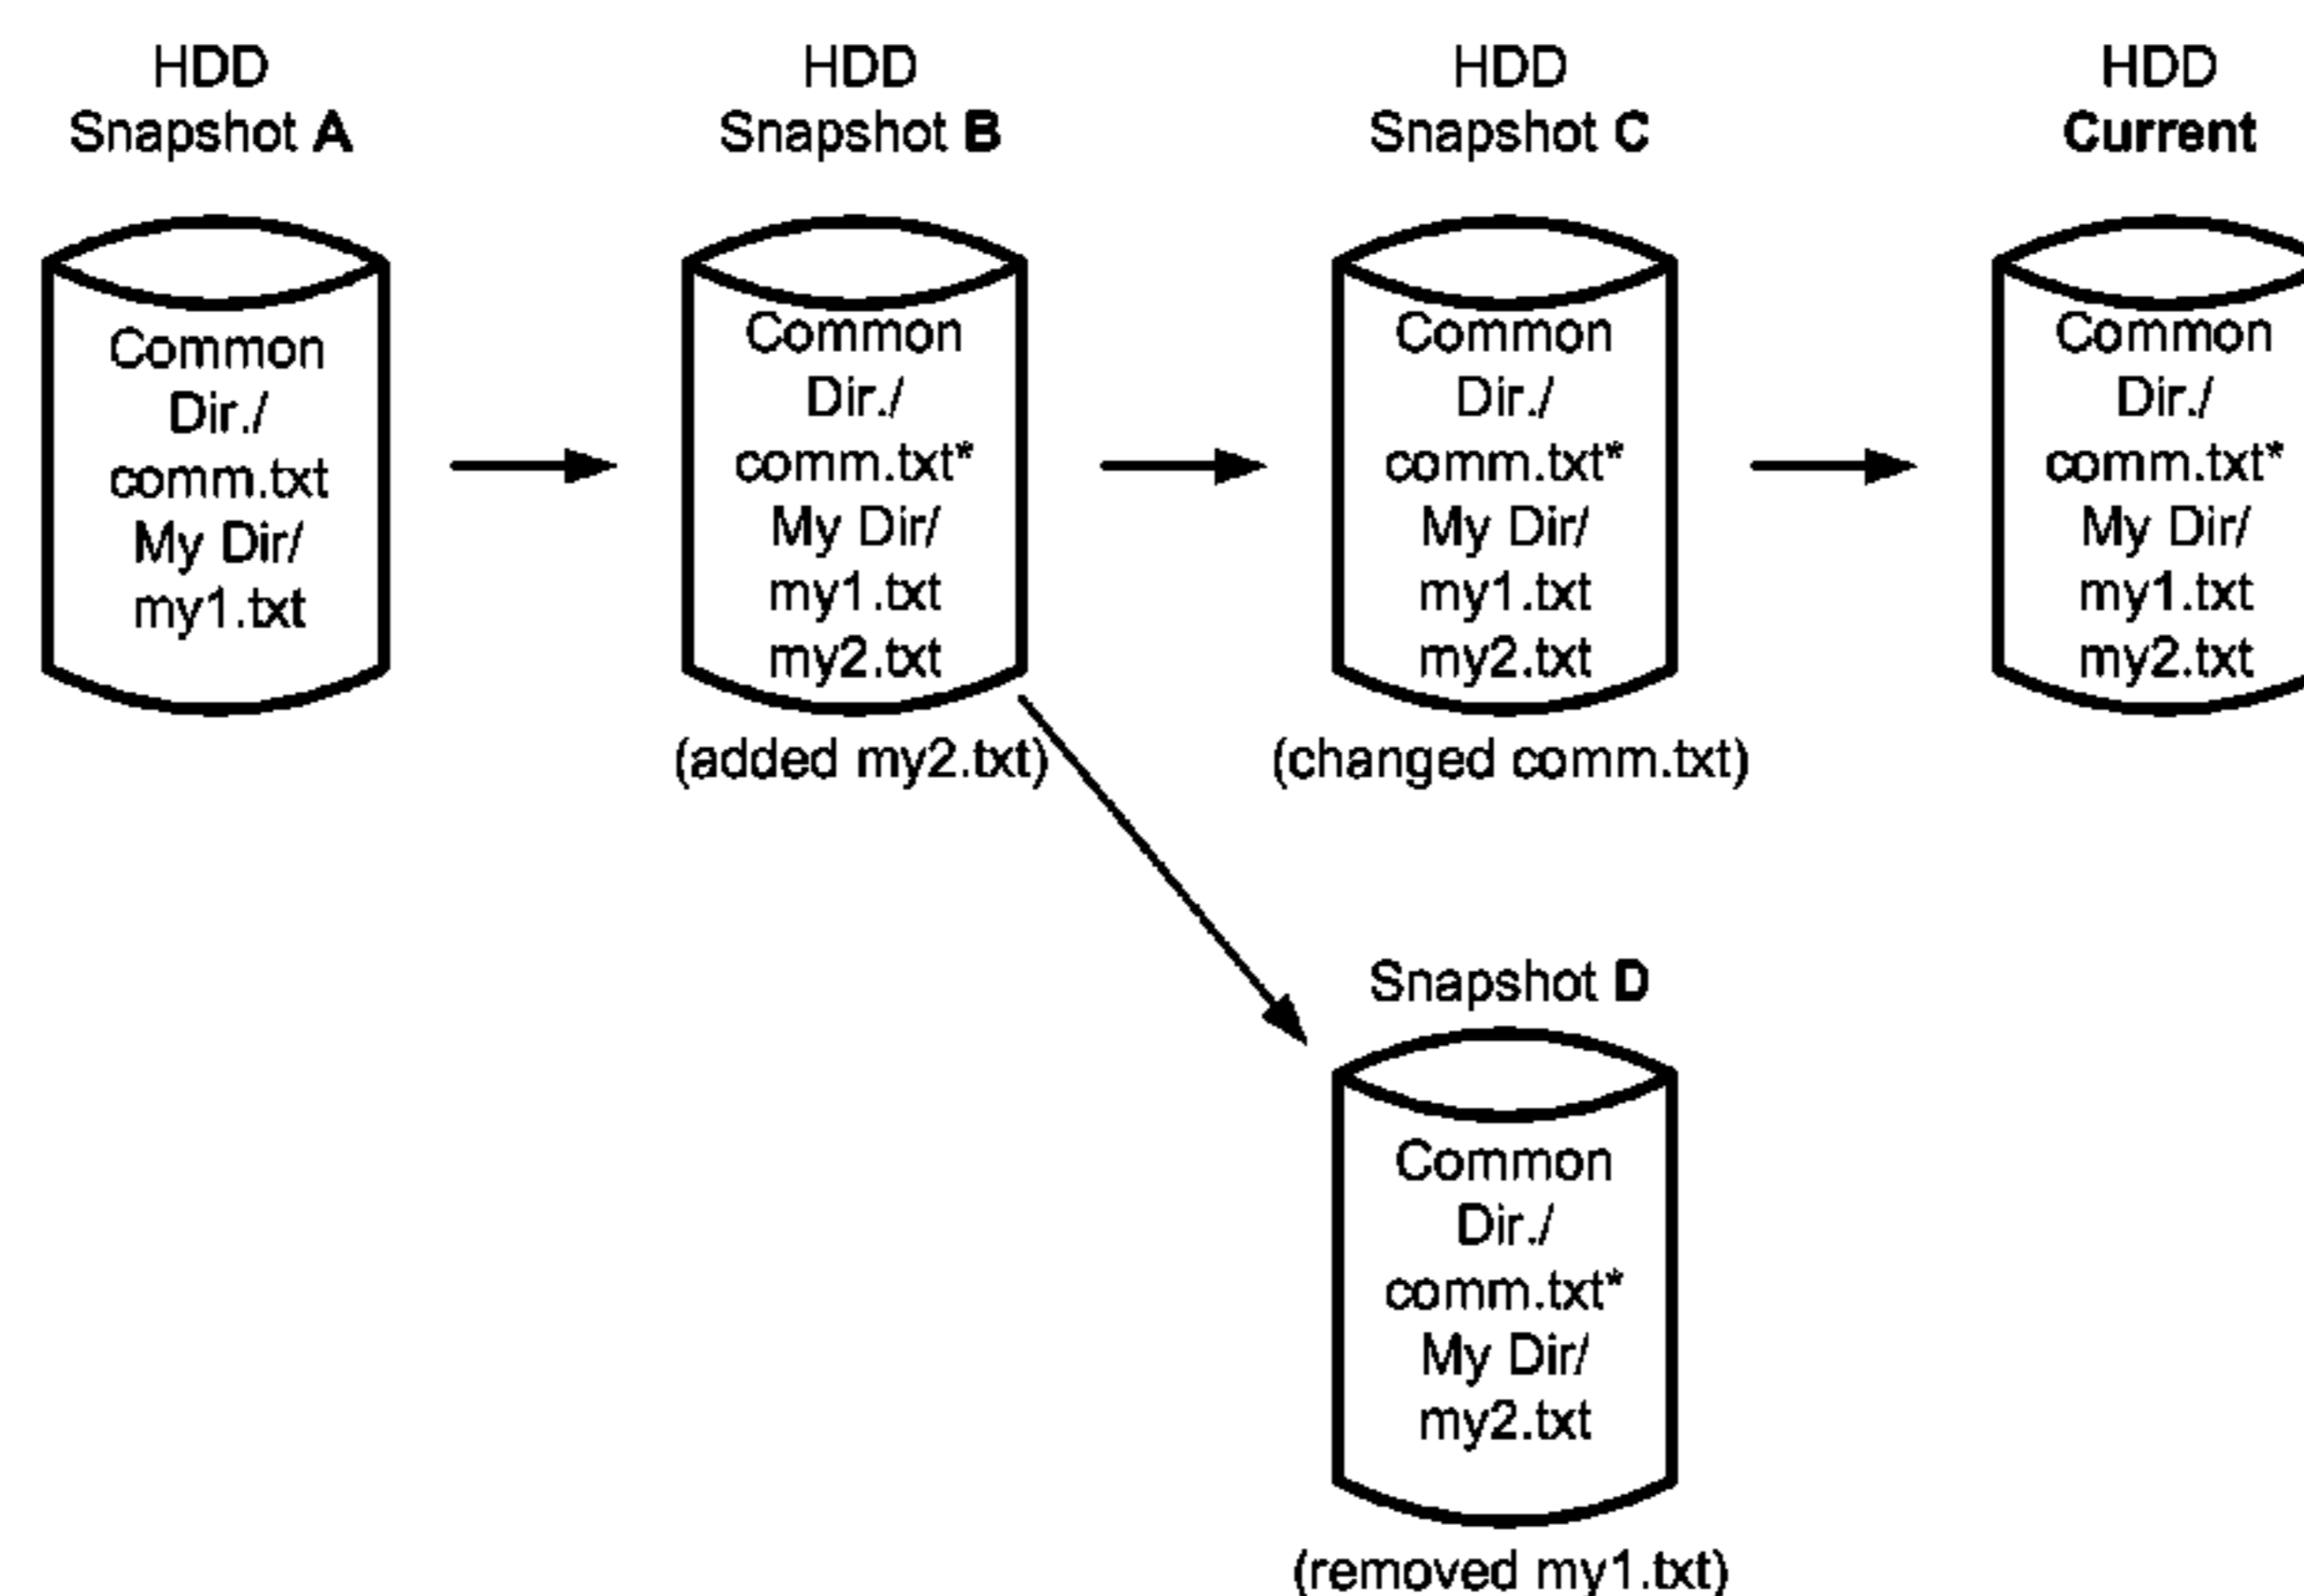 HDD
Snapshot A
Common
Dir./
comm.txt
My Dir/
my1.txt
HDD
Snapshot B
Common
Dir./
comm.txt*
My Dir/
my1.txt
my2.txt
(added my2.txt)
HDD
Snapshot C
Common
Dir./
comm.txt*
My Dir/
my1.txt
my2.txt
(changed comm.txt)
HDD
Current
Common
Dir./
comm.txt*
My Dir/
my1.txt
my2.txt
Snapshot D
Common
Dir./
comm.txt*
My Dir/
my2.txt
(removed my1.txt)